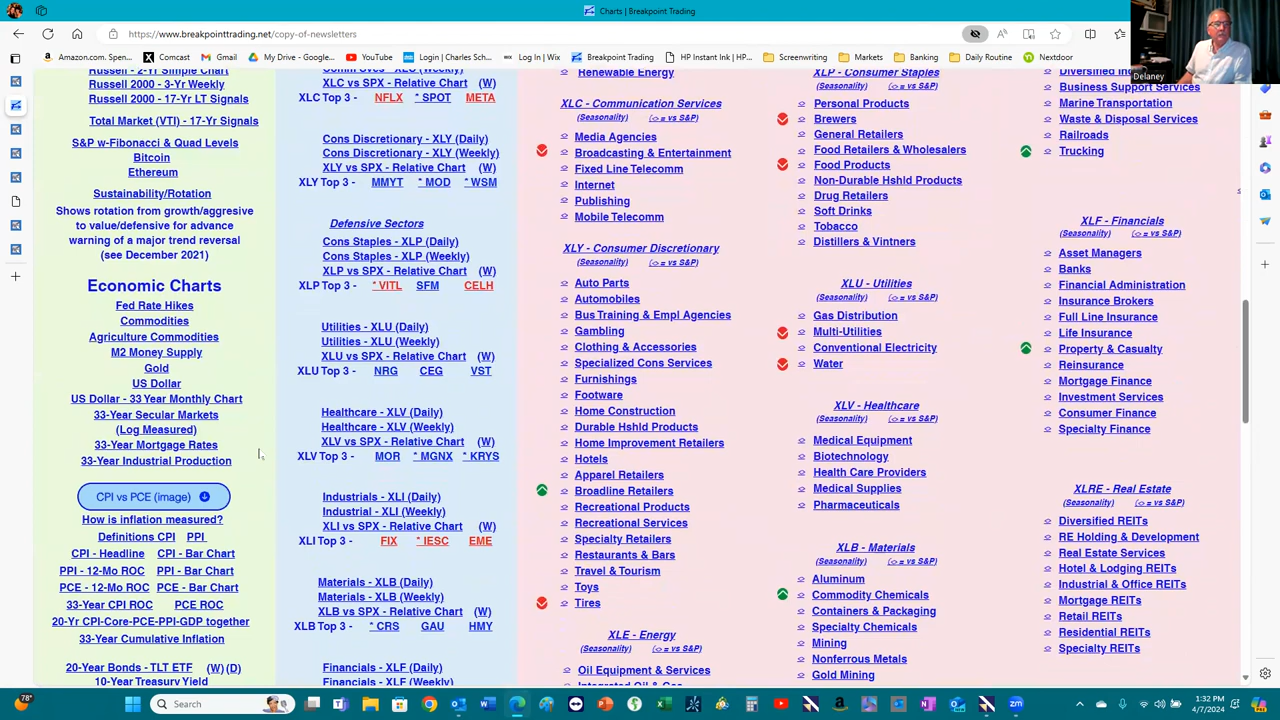 Charts | Breakpoint Trading
https://www.breakpointtrading.net/copy-of-newsletters
Delaney
Amazon.com. Spen...
Xcomcast
Gmail
My Drive - Google...
YouTube
Login | Charles Sch...
Log In | Wix
Breakpoint Trading
HP Instant Ink | HP...
Screenwriting
Markets
Banking
Daily Routine
Nextdoor
Russell - 2-Yr Simple Chart
Russell 2000 - 3-Yr Weekly
Russell 2000 - 17-Yr LT Signals
Total Market (VTI) - 17-Yr Signals
S&P w-Fibonacci & Quad Levels
Bitcoin
Ethereum
Sustainability/Rotation
Shows rotation from growth/aggresive
to value/defensive for advance
warning of a major trend reversal
(see December 2021)
Economic Charts
Fed Rate Hikes
Commodities
Agriculture Commodities
M2 Money Supply
Gold
US Dollar
US Dollar - 33 Year Monthly Chart
33-Year Secular Markets
(Log Measured)
33-Year Mortgage Rates
33-Year Industrial Production
CPI vs PCE (image)
How is inflation measured?
Definitions CPI PPI
CPI - Headline CPI - Bar Chart
PPI - 12-Mo ROC PPI - Bar Chart
PCE - 12-Mo ROC PCE - Bar Chart
33-Year CPI ROC PCE ROC
20-Yr CPI-Core-PCE-PPI-GDP together
33-Year Cumulative Inflation
20-Year Bonds - TLT ETF (W)(D)
10-Year Treasury Yield
XLC vs SPX - Relative Chart (W)
XLC Top 3 - NFLX * SPOT META
Cons Discretionary - XLY (Daily)
Cons Discretionary - XLY (Weekly)
XLY vs SPX - Relative Chart (W)
XLY Top 3 - MMYT * MOD * WSM
Defensive Sectors
Cons Staples - XLP (Daily)
Cons Staples - XLP (Weekly)
XLP vs SPX - Relative Chart (W)
XLP Top 3 - * VITL SFM CELH
Utilities - XLU (Daily)
Utilities - XLU (Weekly)
XLU vs SPX - Relative Chart (W)
XLU Top 3 - NRG CEG VST
Healthcare - XLV (Daily)
Healthcare - XLV (Weekly)
XLV vs SPX - Relative Chart (W)
XLV Top 3 - MOR * MGNX * KRYS
Industrials - XLI (Daily)
Industrial - XLI (Weekly)
XLI vs SPX - Relative Chart (W)
XLI Top 3 - FIX * IESC EME
Materials - XLB (Daily)
Materials - XLB (Weekly)
XLB vs SPX - Relative Chart (W)
XLB Top 3 - * CRS GAU HMY
Financials - XLF (Daily)
Financials - XLF (Weekly)
Renewable Energy
XLC - Communication Services
(Seasonality) (<> = vs S&P)
Media Agencies
Broadcasting & Entertainment
Fixed Line Telecomm
Internet
Publishing
Mobile Telecomm
XLY - Consumer Discretionary
(Seasonality) (<> = vs S&P)
Auto Parts
Automobiles
Bus Training & Empl Agencies
Gambling
Clothing & Accessories
Specialized Cons Services
Furnishings
Footware
Home Construction
Durable Hshld Products
Home Improvement Retailers
Hotels
Apparel Retailers
Broadline Retailers
Recreational Products
Recreational Services
Specialty Retailers
Restaurants & Bars
Travel & Tourism
Toys
Tires
XLE - Energy
(Seasonality) (<> = vs S&P)
Oil Equipment & Services
XLP - Consumer Staples
(Seasonality) (<> = vs S&P)
Personal Products
Brewers
General Retailers
Food Retailers & Wholesalers
Food Products
Non-Durable Hshld Products
Drug Retailers
Soft Drinks
Tobacco
Distillers & Vintners
XLU - Utilities
(Seasonality) (<> = vs S&P)
Gas Distribution
Multi-Utilities
Conventional Electricity
Water
XLV - Healthcare
(Seasonality) (<> = vs S&P)
Medical Equipment
Biotechnology
Health Care Providers
Medical Supplies
Pharmaceuticals
XLB - Materials
(Seasonality) (<> = vs S&P)
Aluminum
Commodity Chemicals
Containers & Packaging
Specialty Chemicals
Mining
Nonferrous Metals
Gold Mining
Business Support Services
Marine Transportation
Waste & Disposal Services
Railroads
Trucking
XLF - Financials
(Seasonality) (<> = vs S&P)
Asset Managers
Banks
Financial Administration
Insurance Brokers
Full Line Insurance
Life Insurance
Property & Casualty
Reinsurance
Mortgage Finance
Investment Services
Consumer Finance
Specialty Finance
XLRE - Real Estate
(Seasonality) (<> = vs S&P)
Diversified REITs
RE Holding & Development
Real Estate Services
Hotel & Lodging REITs
Industrial & Office REITs
Mortgage REITs
Retail REITs
Residential REITs
Specialty REITs
78°
Search
1:32 PM
4/7/2024